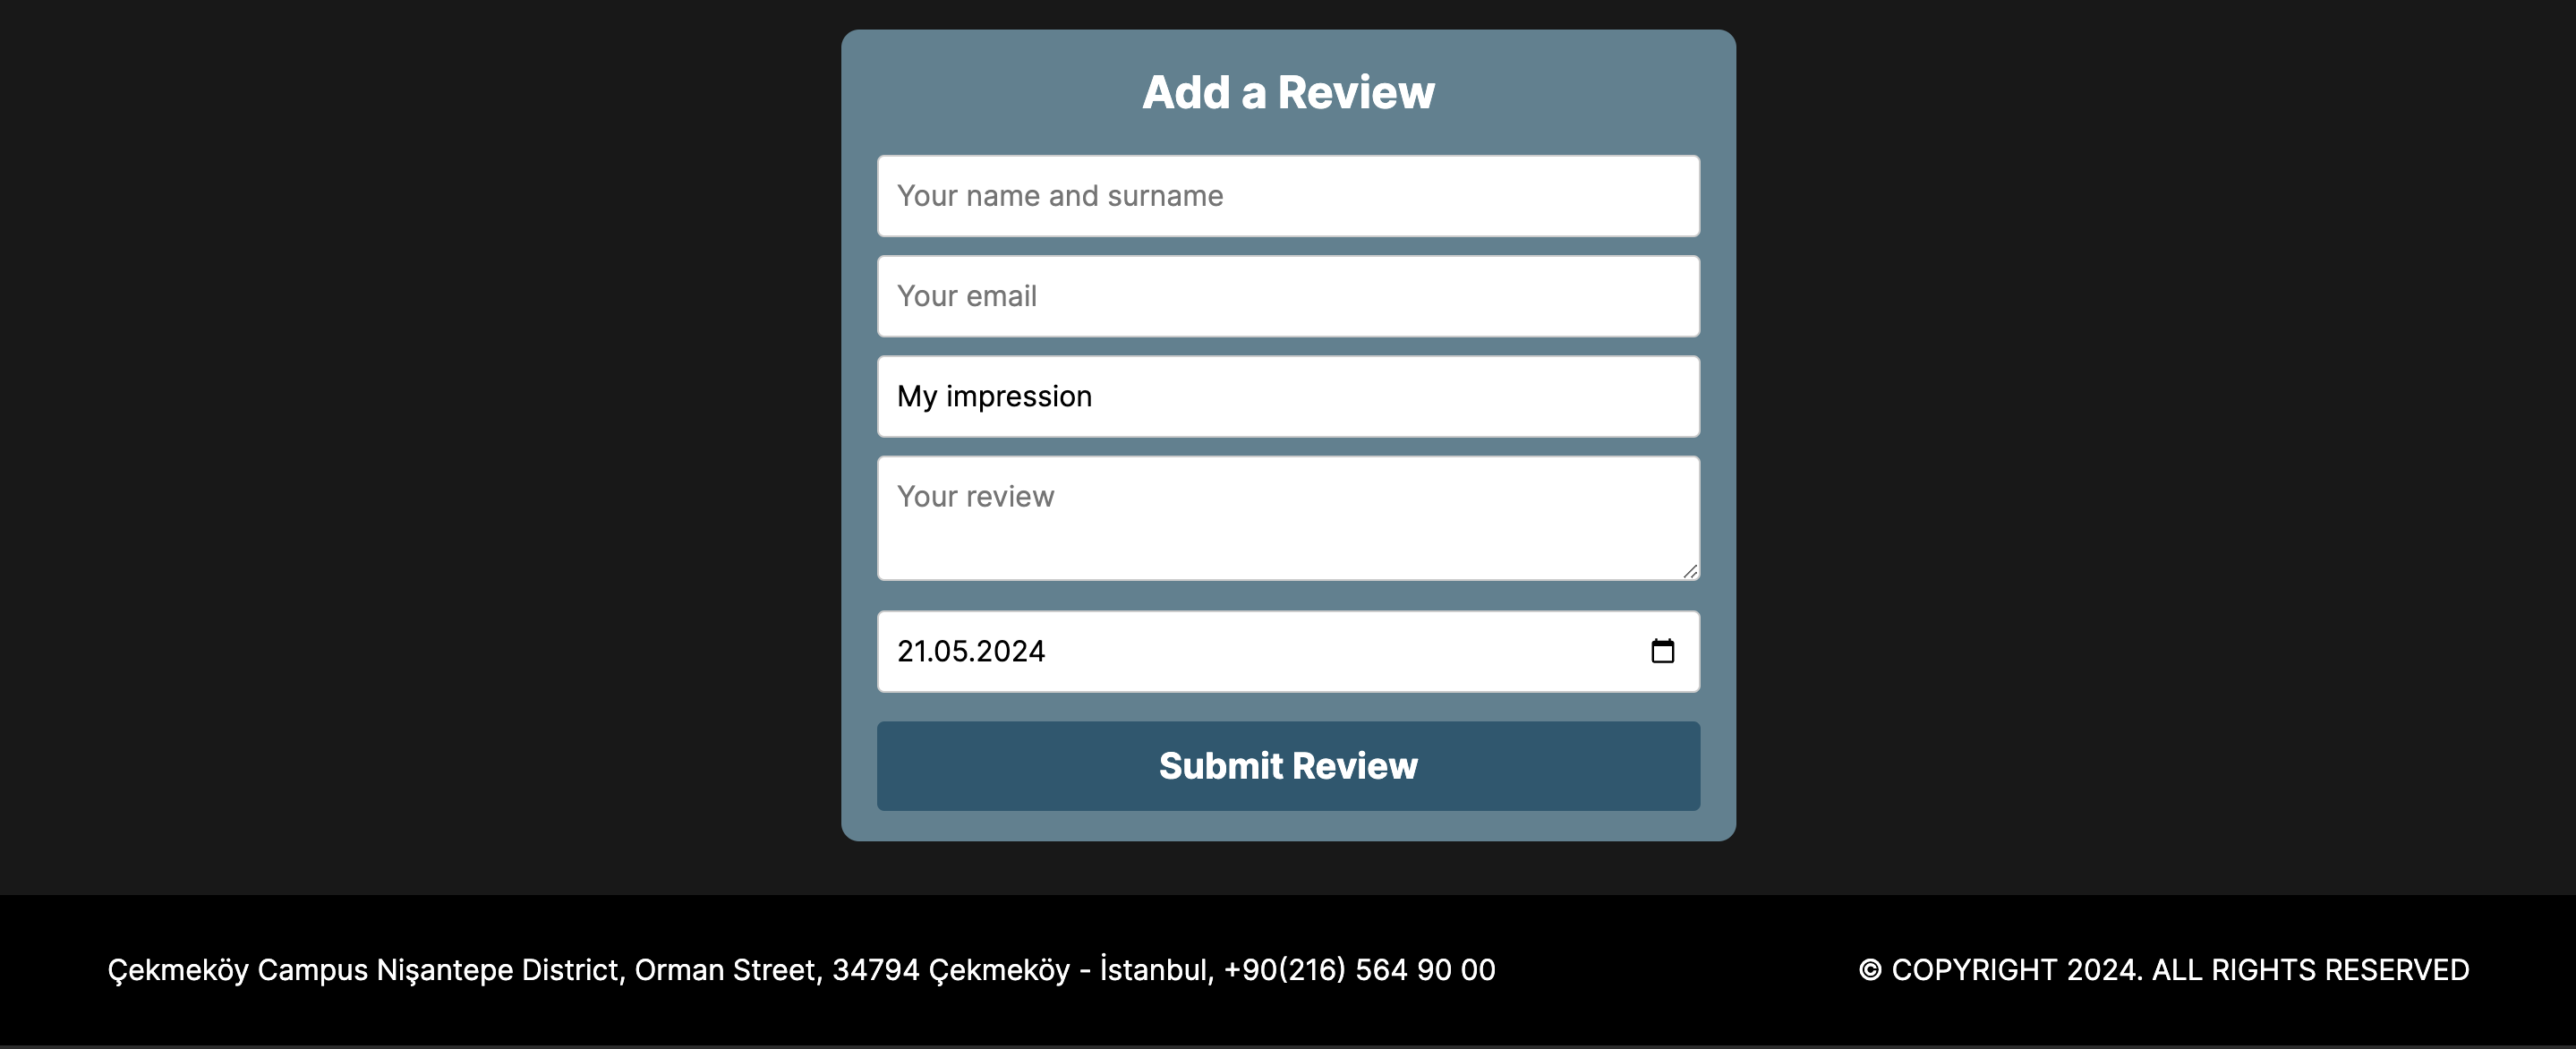 Add a Review
Your name and surname
Your email
My impression
Your review
21.05.2024
Submit Review
Çekmeköy Campus Nişantepe District, Orman Street, 34794 Çekmeköy - İstanbul, +90(216) 564 90 00
© COPYRIGHT 2024. ALL RIGHTS RESERVED